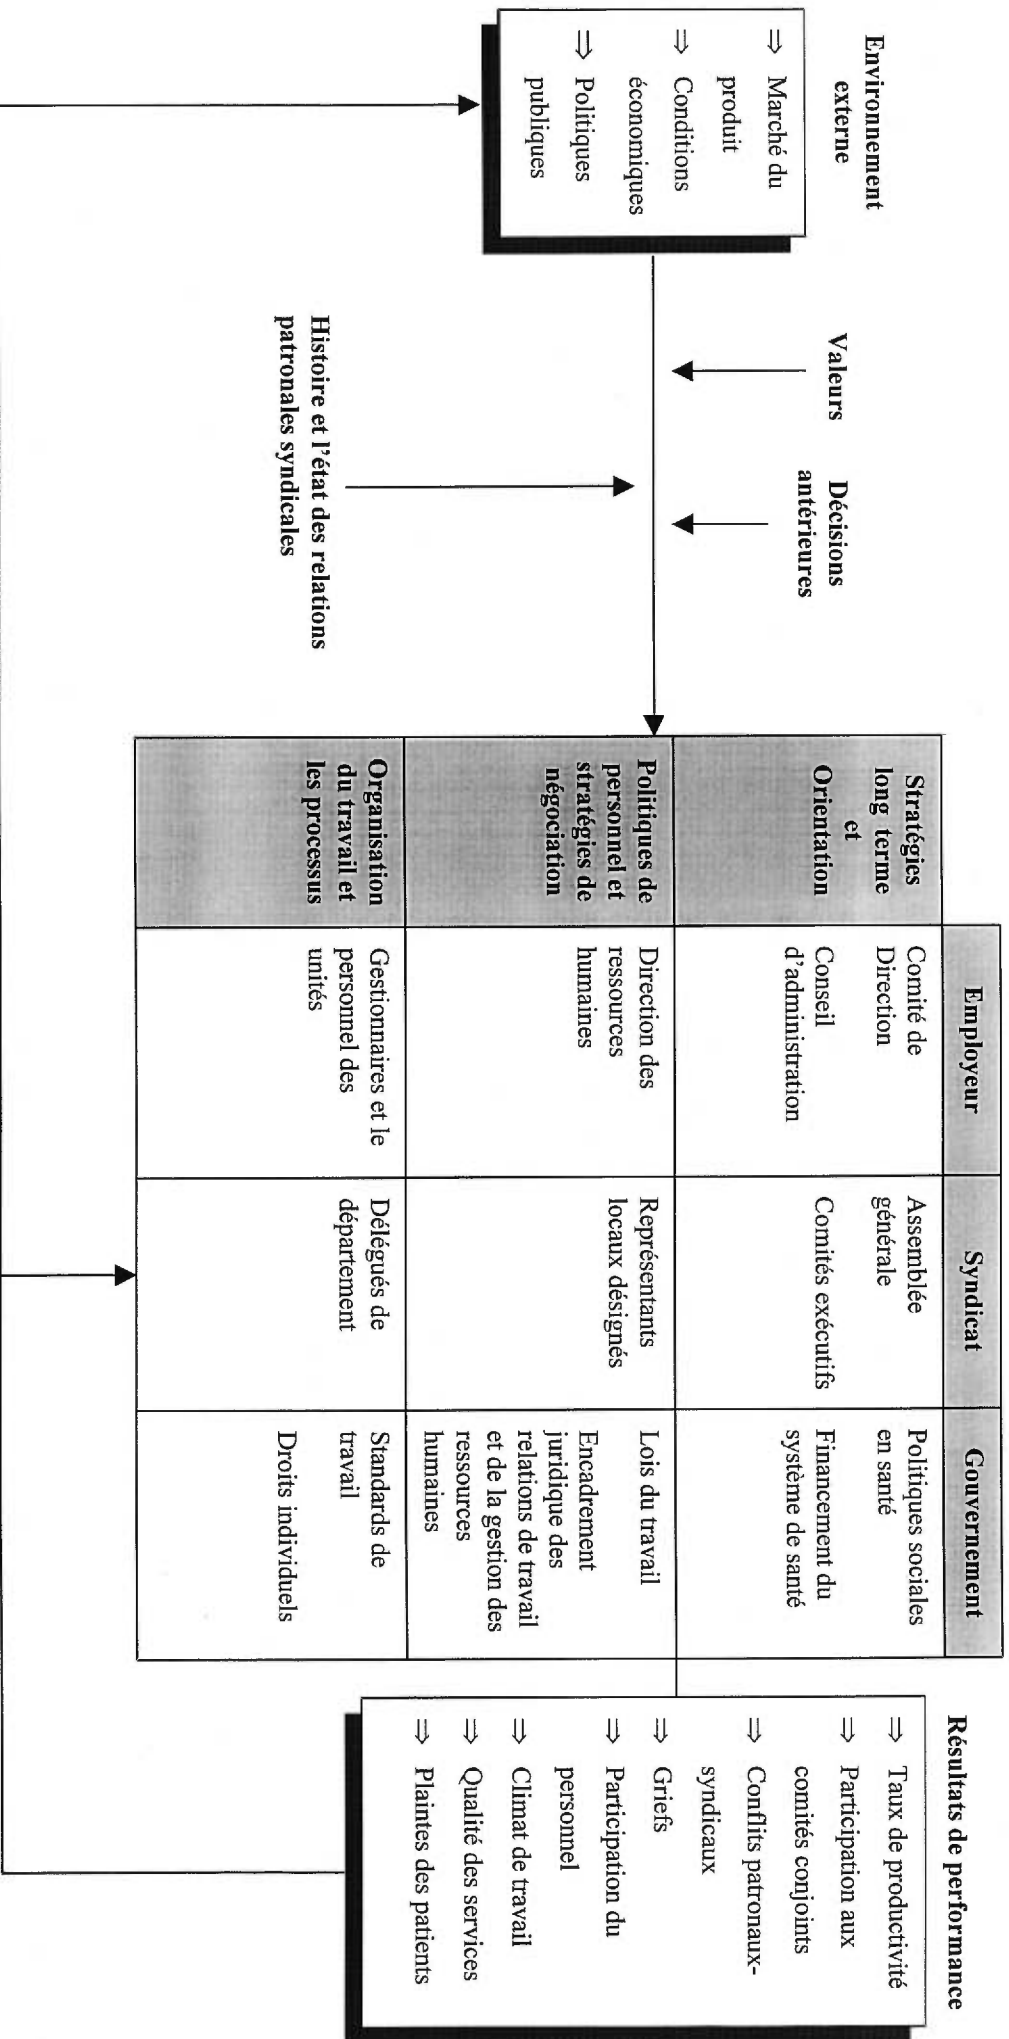 Environnement
externe
⇒ Marché du
produit
⇒ Conditions
économiques
⇒ Politiques
publiques
Valeurs
Décisions
antérieures
Histoire et l'état des relations
patronales syndicales
Employeur
Syndicat
Gouvernement
Stratégies
long terme
et
Orientation
Comité de
Direction
Conseil
d'administration
Assemblée
générale
Comités exécutifs
Politiques sociales
en santé
Financement du
système de santé
Politiques de
personnel et
stratégies de
négociation
Direction des
ressources
humaines
Représentants
locaux désignés
Lois du travail
Encadrement
juridique des
relations de travail
et de la gestion des
ressources
humaines
Organisation
du travail et
les processus
Gestionnaires et le
personnel des
unités
Délégués de
département
Standards de
travail
Droits individuels
Résultats de performance
⇒ Taux de productivité
⇒ Participation aux
comités conjoints
⇒ Conflits patronaux-
syndicaux
⇒ Griefs
⇒ Participation du
personnel
⇒ Climat de travail
⇒ Qualité des services
⇒ Plaintes des patients